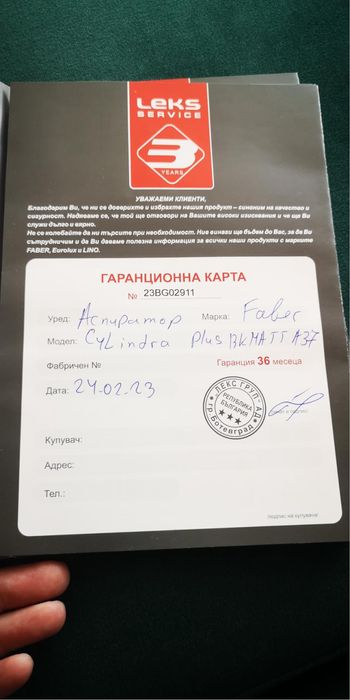 LEKS
SERVICE
3
YEARS
УВАЖАЕМИ КЛИЕНТИ,
Благодарим Ви, че ни се доверихте и избрахте нашия продукт – синоним на качество и
сигурност. Надяваме се, че той ще отговори на Вашите високи изисквания и че ще Ви
служи дълго и вярно.
Не се колебайте да ни търсите при необходимост. Ние винаги ще бъдем до Вас, за да Ви
сътрудничим и да Ви даваме полезна информация за всички наши продукти с марките
FABER, Eurolux и LINO.
ГАРАНЦИОННА КАРТА
№ 23BG02911
Уред: Аспиратор Марка: Faber
Модел: Cylindra Plus BK MATT A37
Фабричен № Гаранция 36 месеца
Дата: 24.02.23
ЛЕКС ГРУП АД
РЕПУБЛИКА
БЪЛГАРИЯ
гр. Ботевград
Купувач:
Адрес:
Тел.:
подпис на купувача